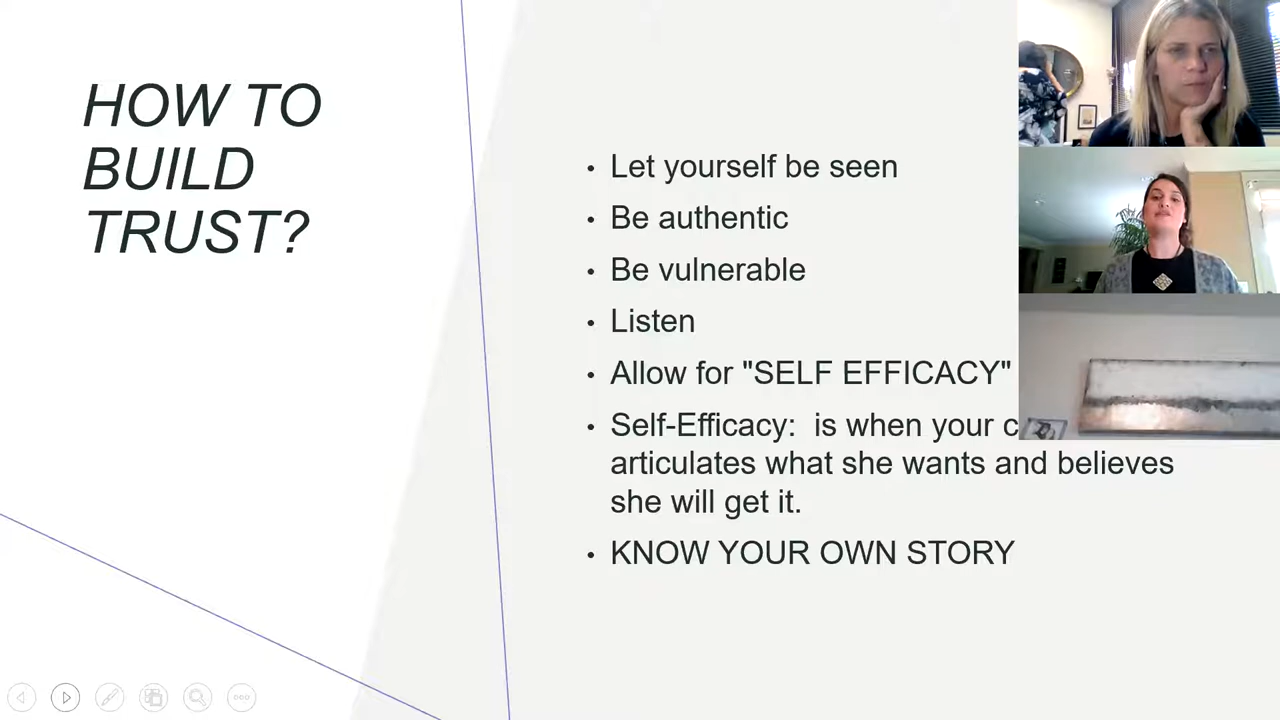 HOW TO
BUILD
TRUST?
• Let yourself be seen
• Be authentic
• Be vulnerable
• Listen
• Allow for "SELF EFFICACY"
• Self-Efficacy:  is when your
articulates what she wants and believes
she will get it.
• KNOW YOUR OWN STORY